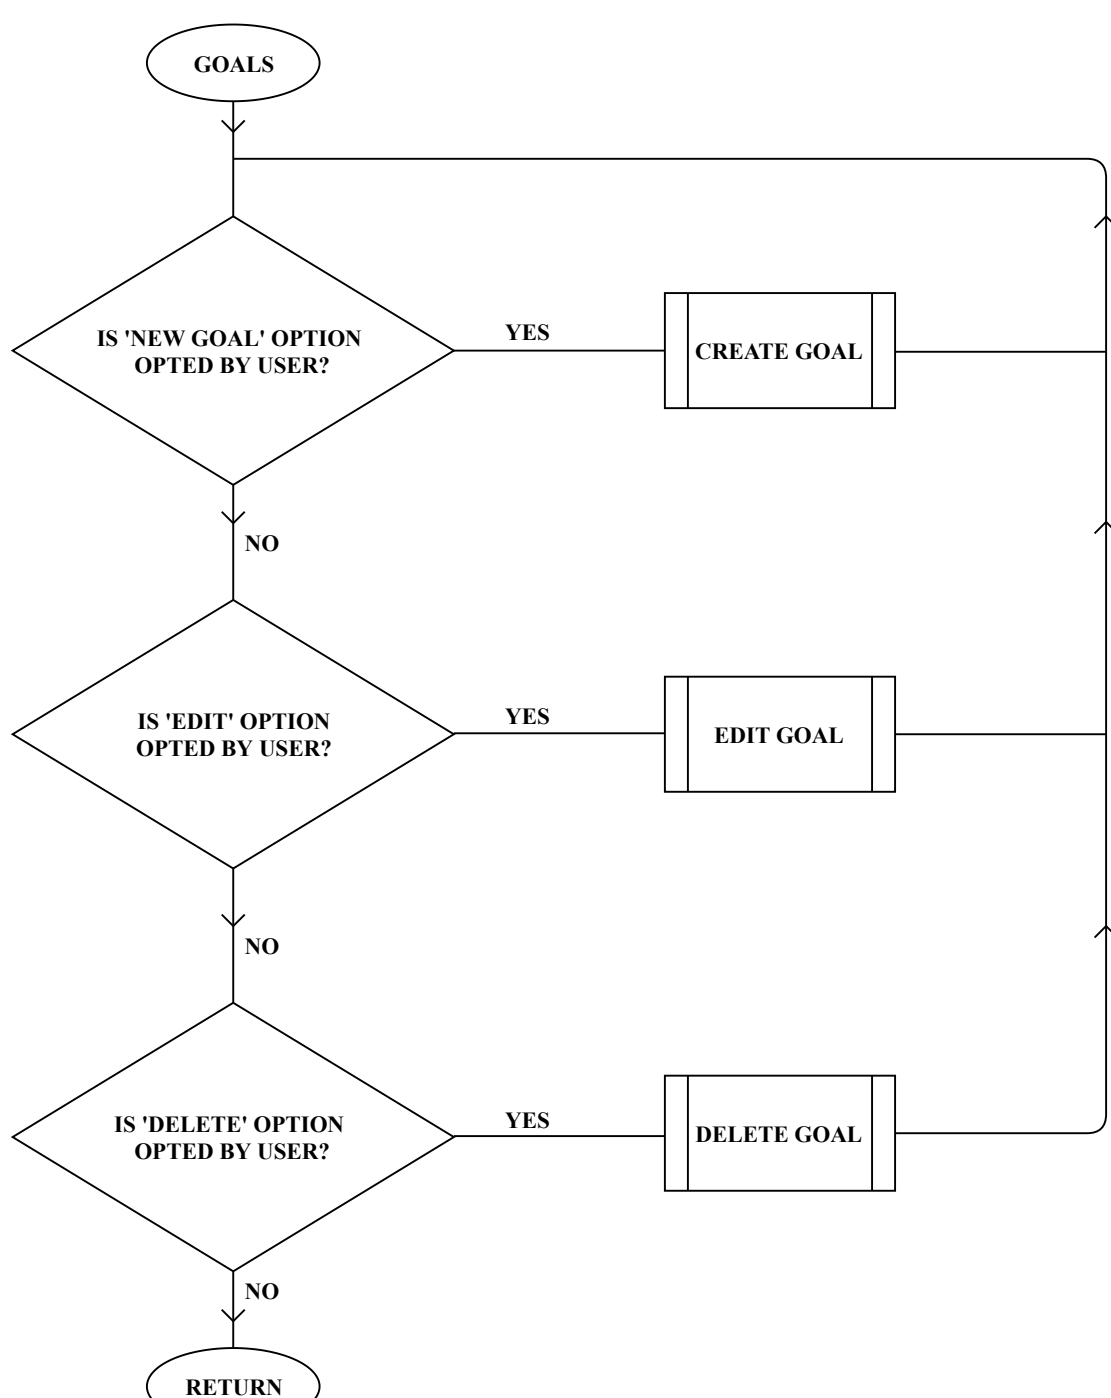 GOALS
IS 'NEW GOAL' OPTION
OPTED BY USER?
YES
CREATE GOAL
NO
IS 'EDIT' OPTION
OPTED BY USER?
YES
EDIT GOAL
NO
IS 'DELETE' OPTION
OPTED BY USER?
YES
DELETE GOAL
NO
RETURN